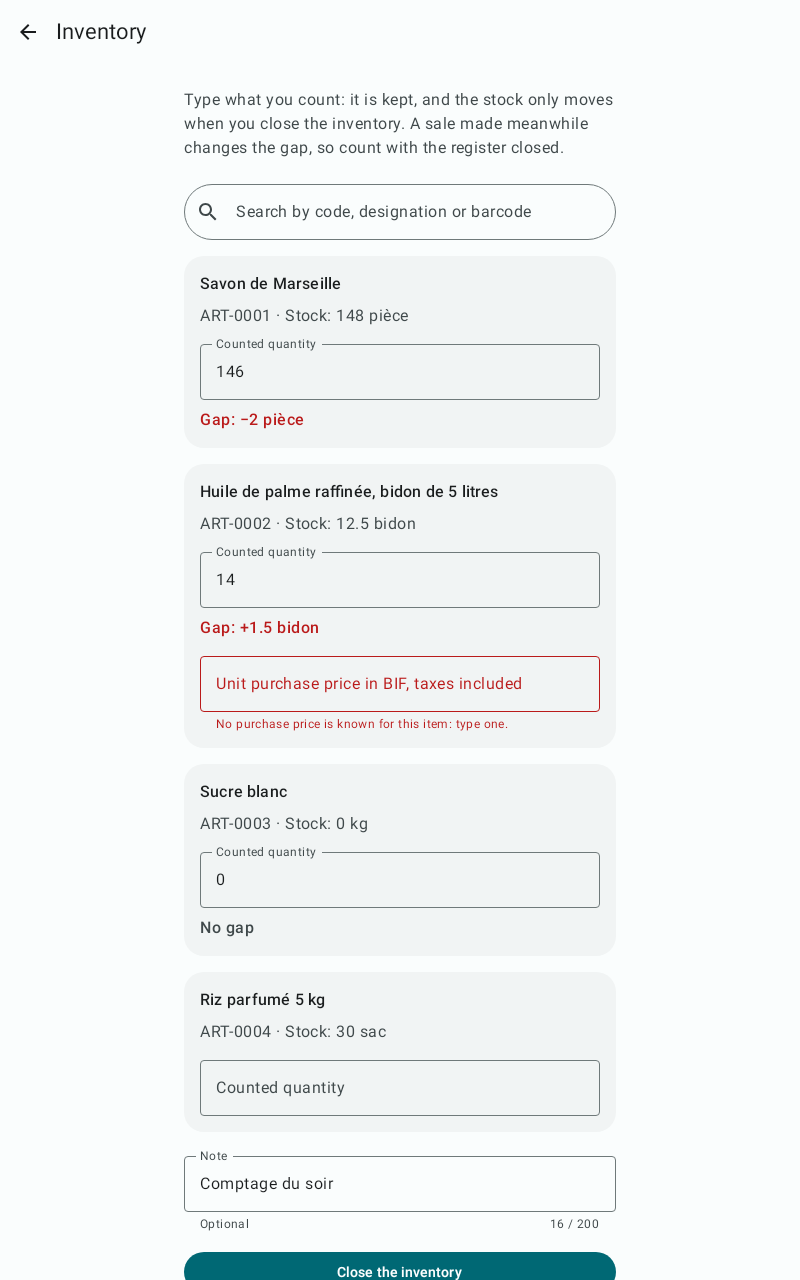 Inventory
Type what you count: it is kept, and the stock only moves
when you close the inventory. A sale made meanwhile
changes the gap, so count with the register closed.
Search by code, designation or barcode
Savon de Marseille
ART-0001 · Stock: 148 pièce
Counted quantity
146
Gap: −2 pièce
Huile de palme raffinée, bidon de 5 litres
ART-0002 · Stock: 12.5 bidon
Counted quantity
14
Gap: +1.5 bidon
Unit purchase price in BIF, taxes included
No purchase price is known for this item: type one.
Sucre blanc
ART-0003 · Stock: 0 kg
Counted quantity
0
No gap
Riz parfumé 5 kg
ART-0004 · Stock: 30 sac
Counted quantity
Note
Comptage du soir
Optional
16 / 200
Close the inventory